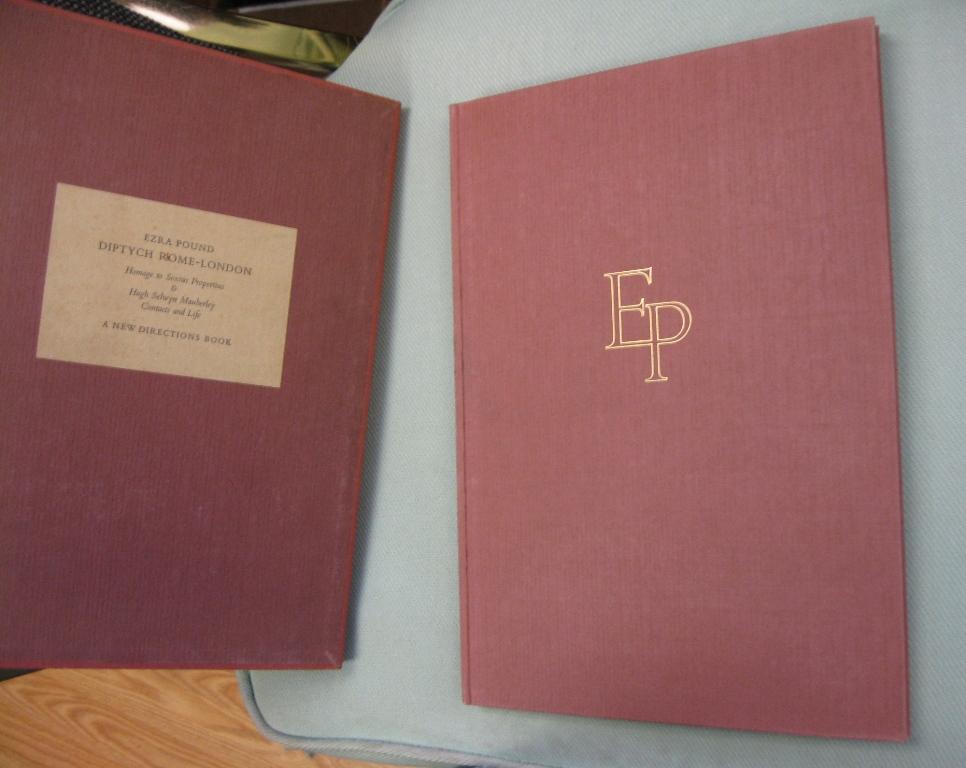 EZRA POUND
DIPTYCH ROME-LONDON
Homage to Sextus Propertius
&
Hugh Selwyn Mauberley
Contacts and Life
A NEW DIRECTIONS BOOK
EP